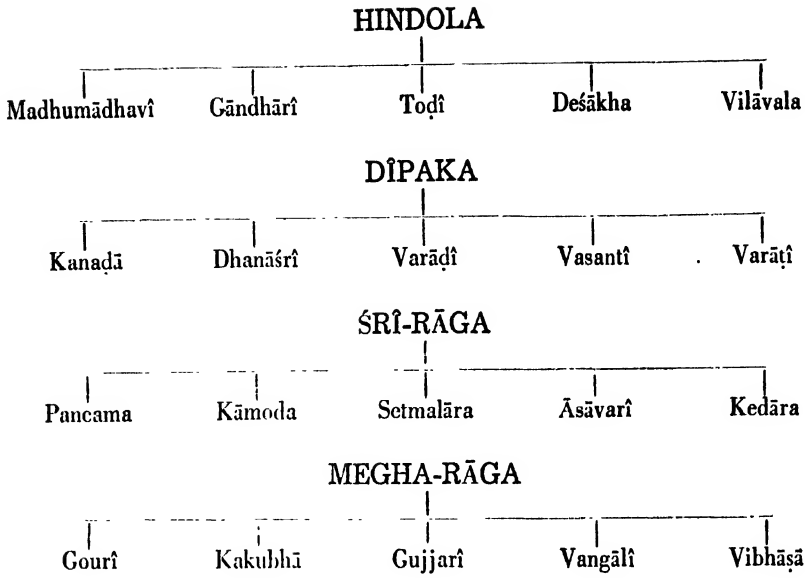 HINDOLA
Madhumādhavî Gāndhārî Toḍî Deśākha Vilāvala
DÎPAKA
Kanaḍā Dhanāśrî Varāḍî Vasantî Varāṭî
ŚRÎ-RĀGA
Pancama Kāmoda Setmalāra Āsāvarî Kedāra
MEGHA-RĀGA
Gourî Kakubhā Gujjarî Vangālî Vibhāṣā